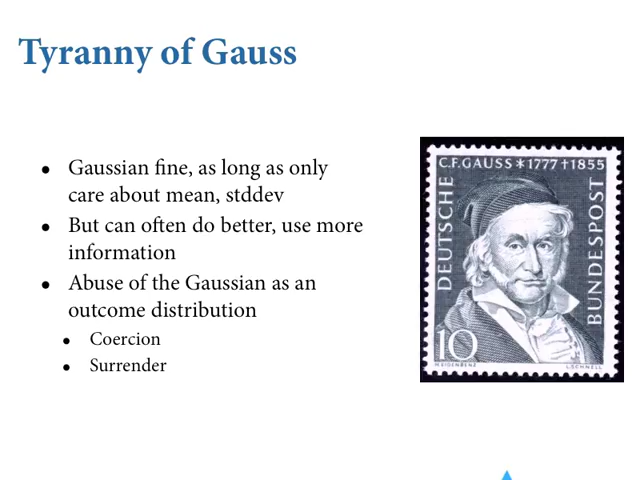 Tyranny of Gauss
• Gaussian fine, as long as only
care about mean, stddev
• But can often do better, use more
information
• Abuse of the Gaussian as an
outcome distribution
• Coercion
• Surrender
C.F.GAUSS * 1777 † 1855
DEUTSCHE
BUNDESPOST
10
L.SCHNELL